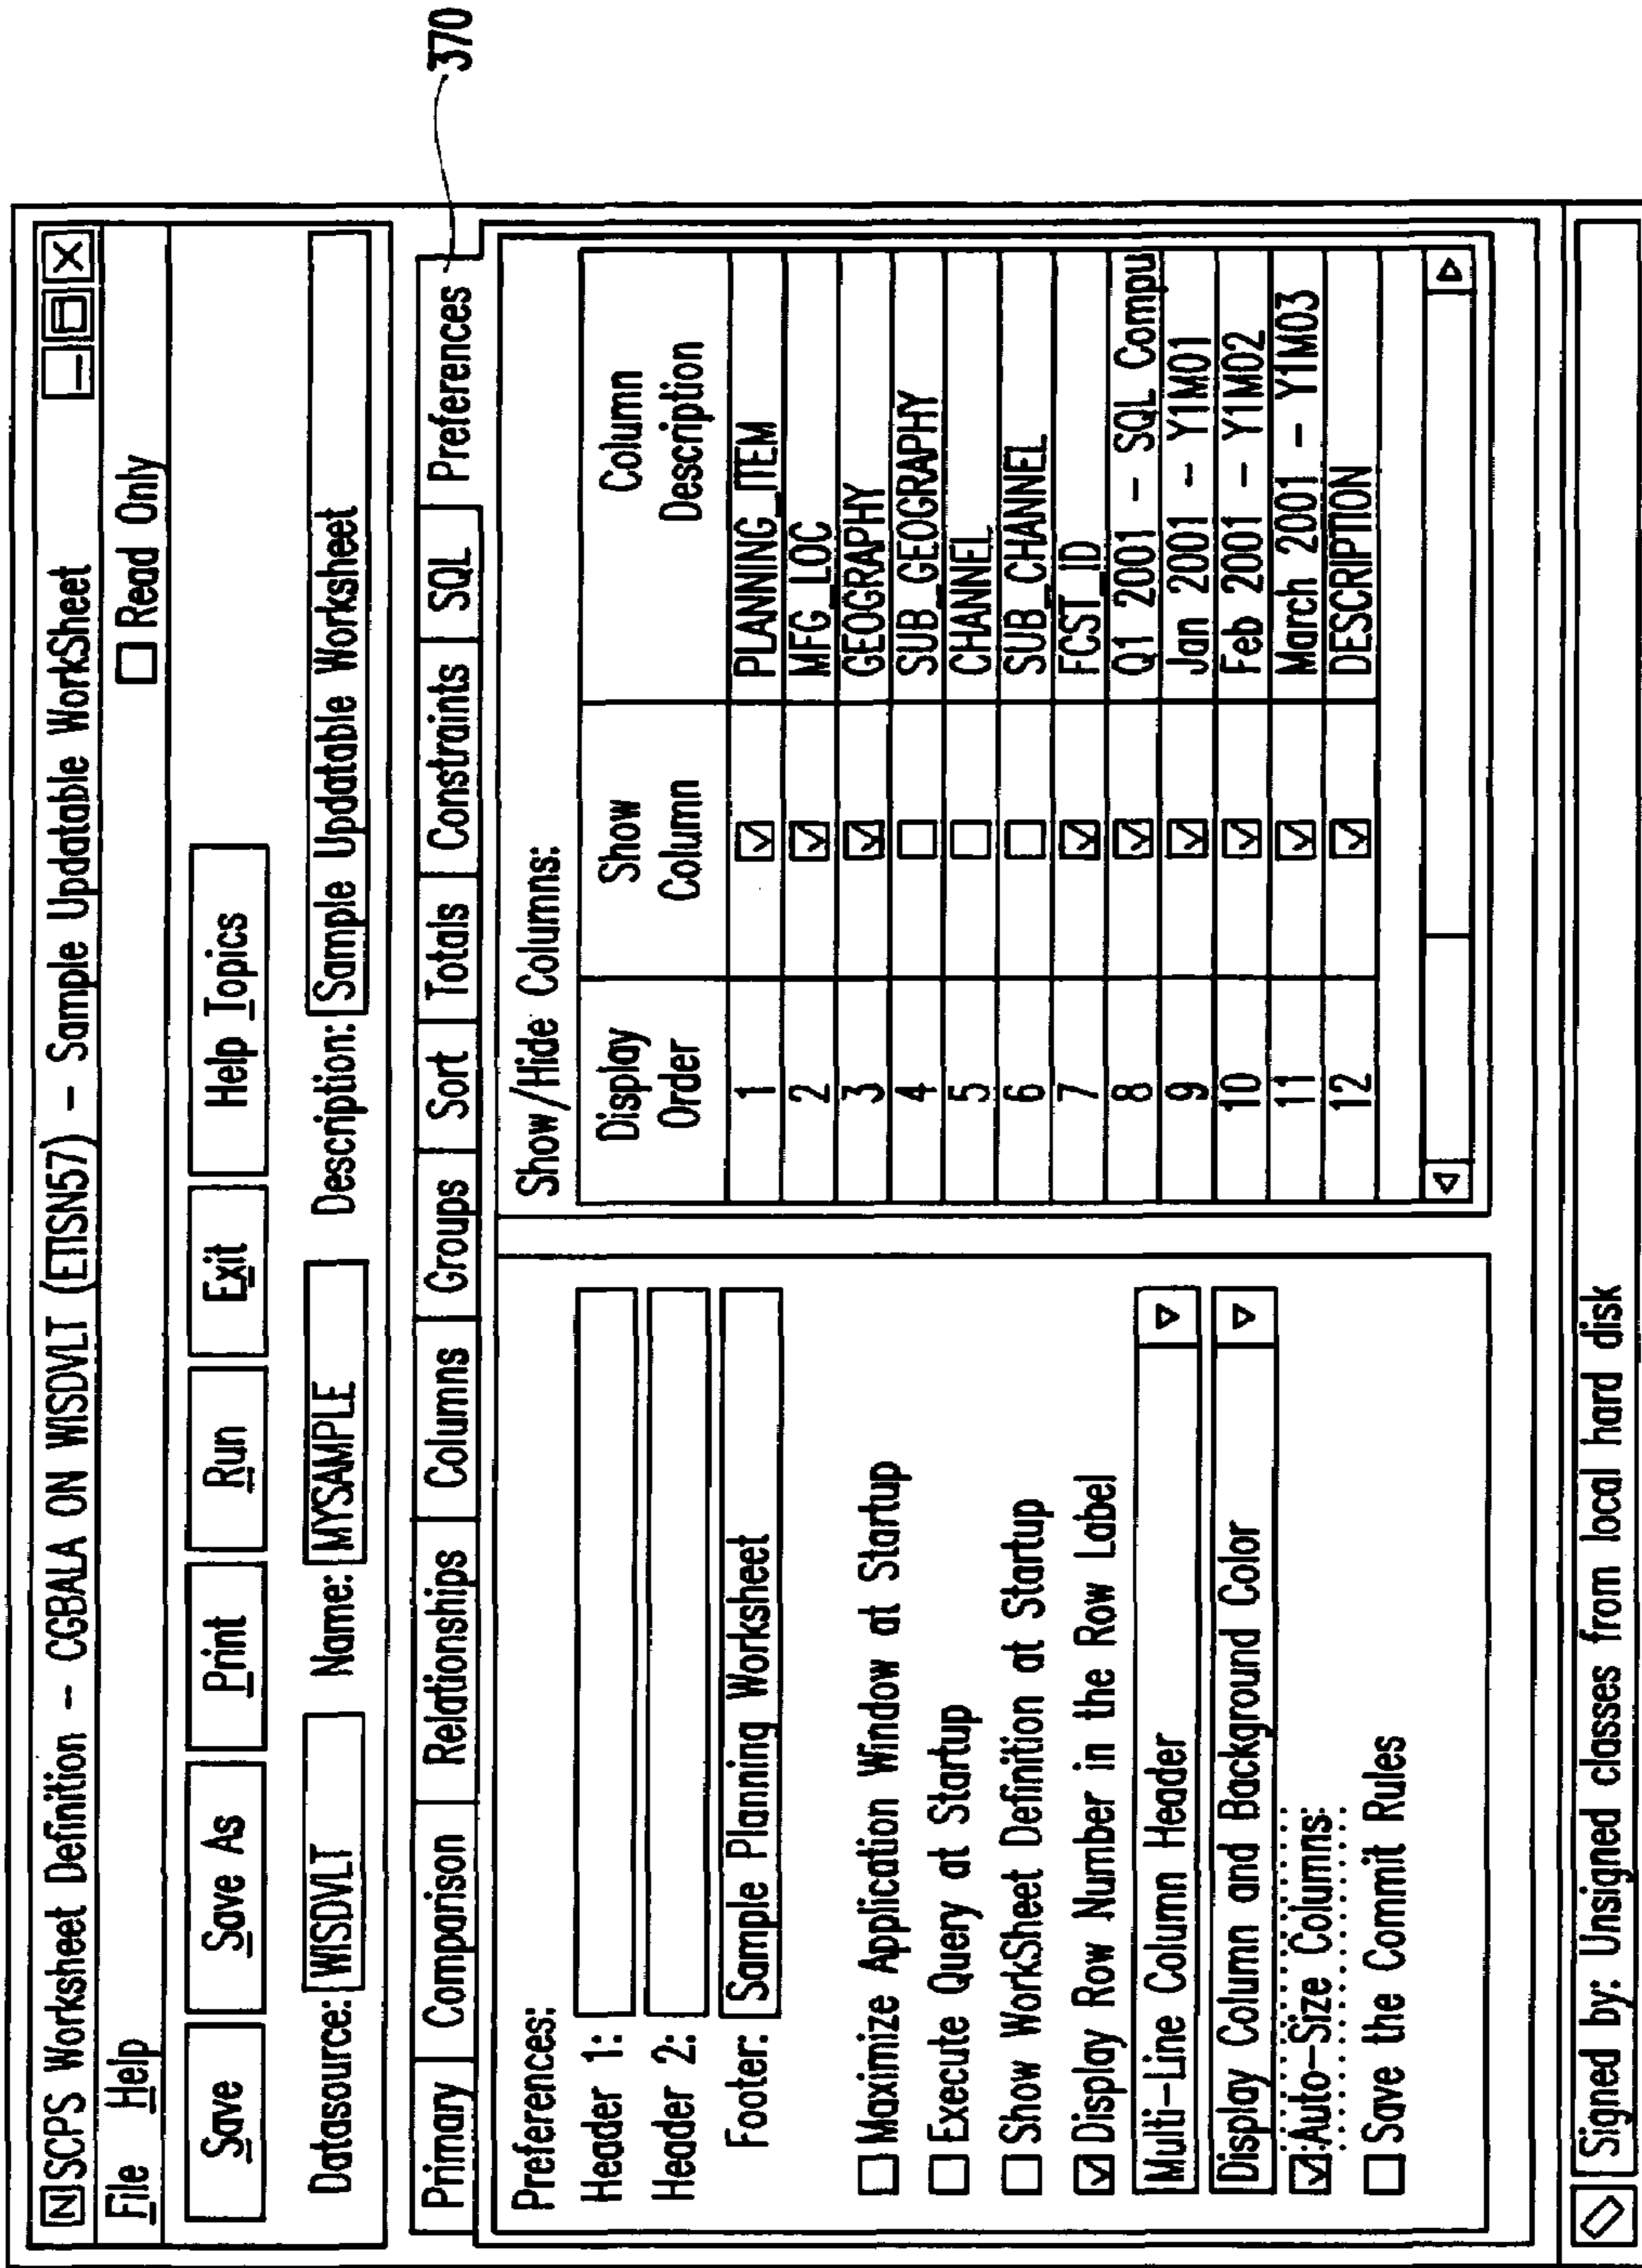 N SCPS Worksheet Definition -- CGBALA ON WISDVLT (ETISN57) - Sample Updatable WorkSheet
File Help
Read Only
Save Save As Print Run Exit Help Topics
Datasource: WISDVLT Name: MYSAMPLE Description: Sample Updatable Worksheet
Primary Comparison Relationships Columns Groups Sort Totals Constraints SQL Preferences
370
Preferences:
Header 1:
Header 2:
Footer: Sample Planning Worksheet
Maximize Application Window at Startup
Execute Query at Startup
Show WorkSheet Definition at Startup
Display Row Number in the Row Label
Multi-Line Column Header
Display Column and Background Color
Auto-Size Columns
Save the Commit Rules
Show/Hide Columns:
Display Order Show Column Column Description
1 PLANNING_ITEM
2 MFG_LOC
3 GEOGRAPHY
4 SUB_GEOGRAPHY
5 CHANNEL
6 SUB_CHANNEL
7 FCST_ID
8 Q1 2001 - SQL Compu
9 Jan 2001 - Y1M01
10 Feb 2001 - Y1M02
11 March 2001 - Y1M03
12 DESCRIPTION
Signed by: Unsigned classes from local hard disk